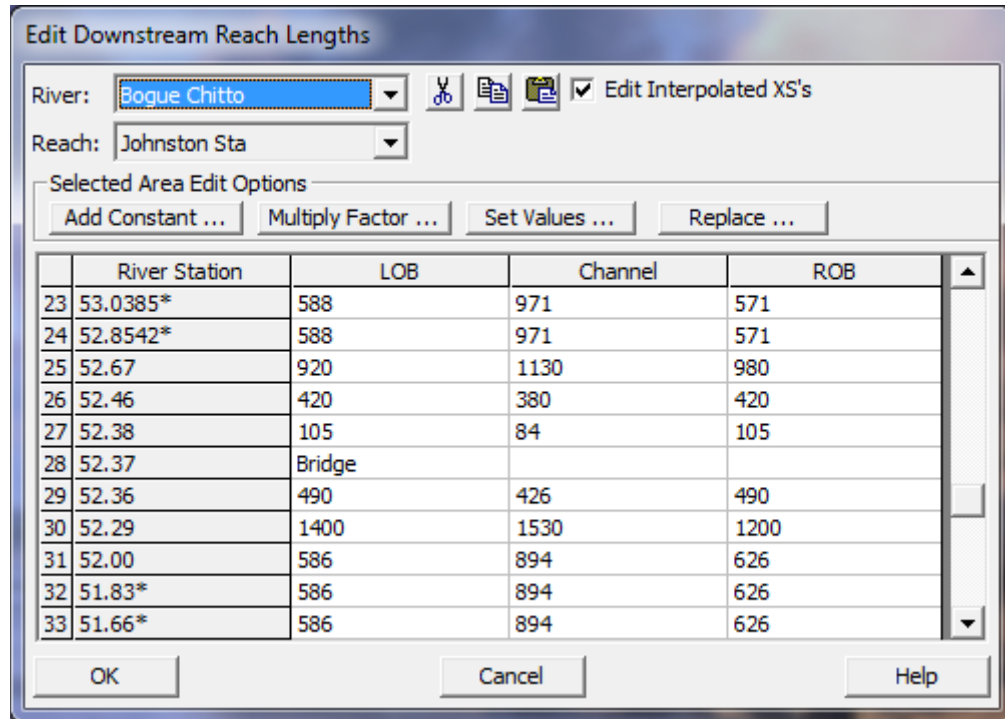 Edit Downstream Reach Lengths
River: Bogue Chitto Edit Interpolated XS's
Reach: Johnston Sta
Selected Area Edit Options
Add Constant ... Multiply Factor ... Set Values ... Replace ...
River Station LOB Channel ROB
23 53.0385* 588 971 571
24 52.8542* 588 971 571
25 52.67 920 1130 980
26 52.46 420 380 420
27 52.38 105 84 105
28 52.37 Bridge
29 52.36 490 426 490
30 52.29 1400 1530 1200
31 52.00 586 894 626
32 51.83* 586 894 626
33 51.66* 586 894 626
OK Cancel Help